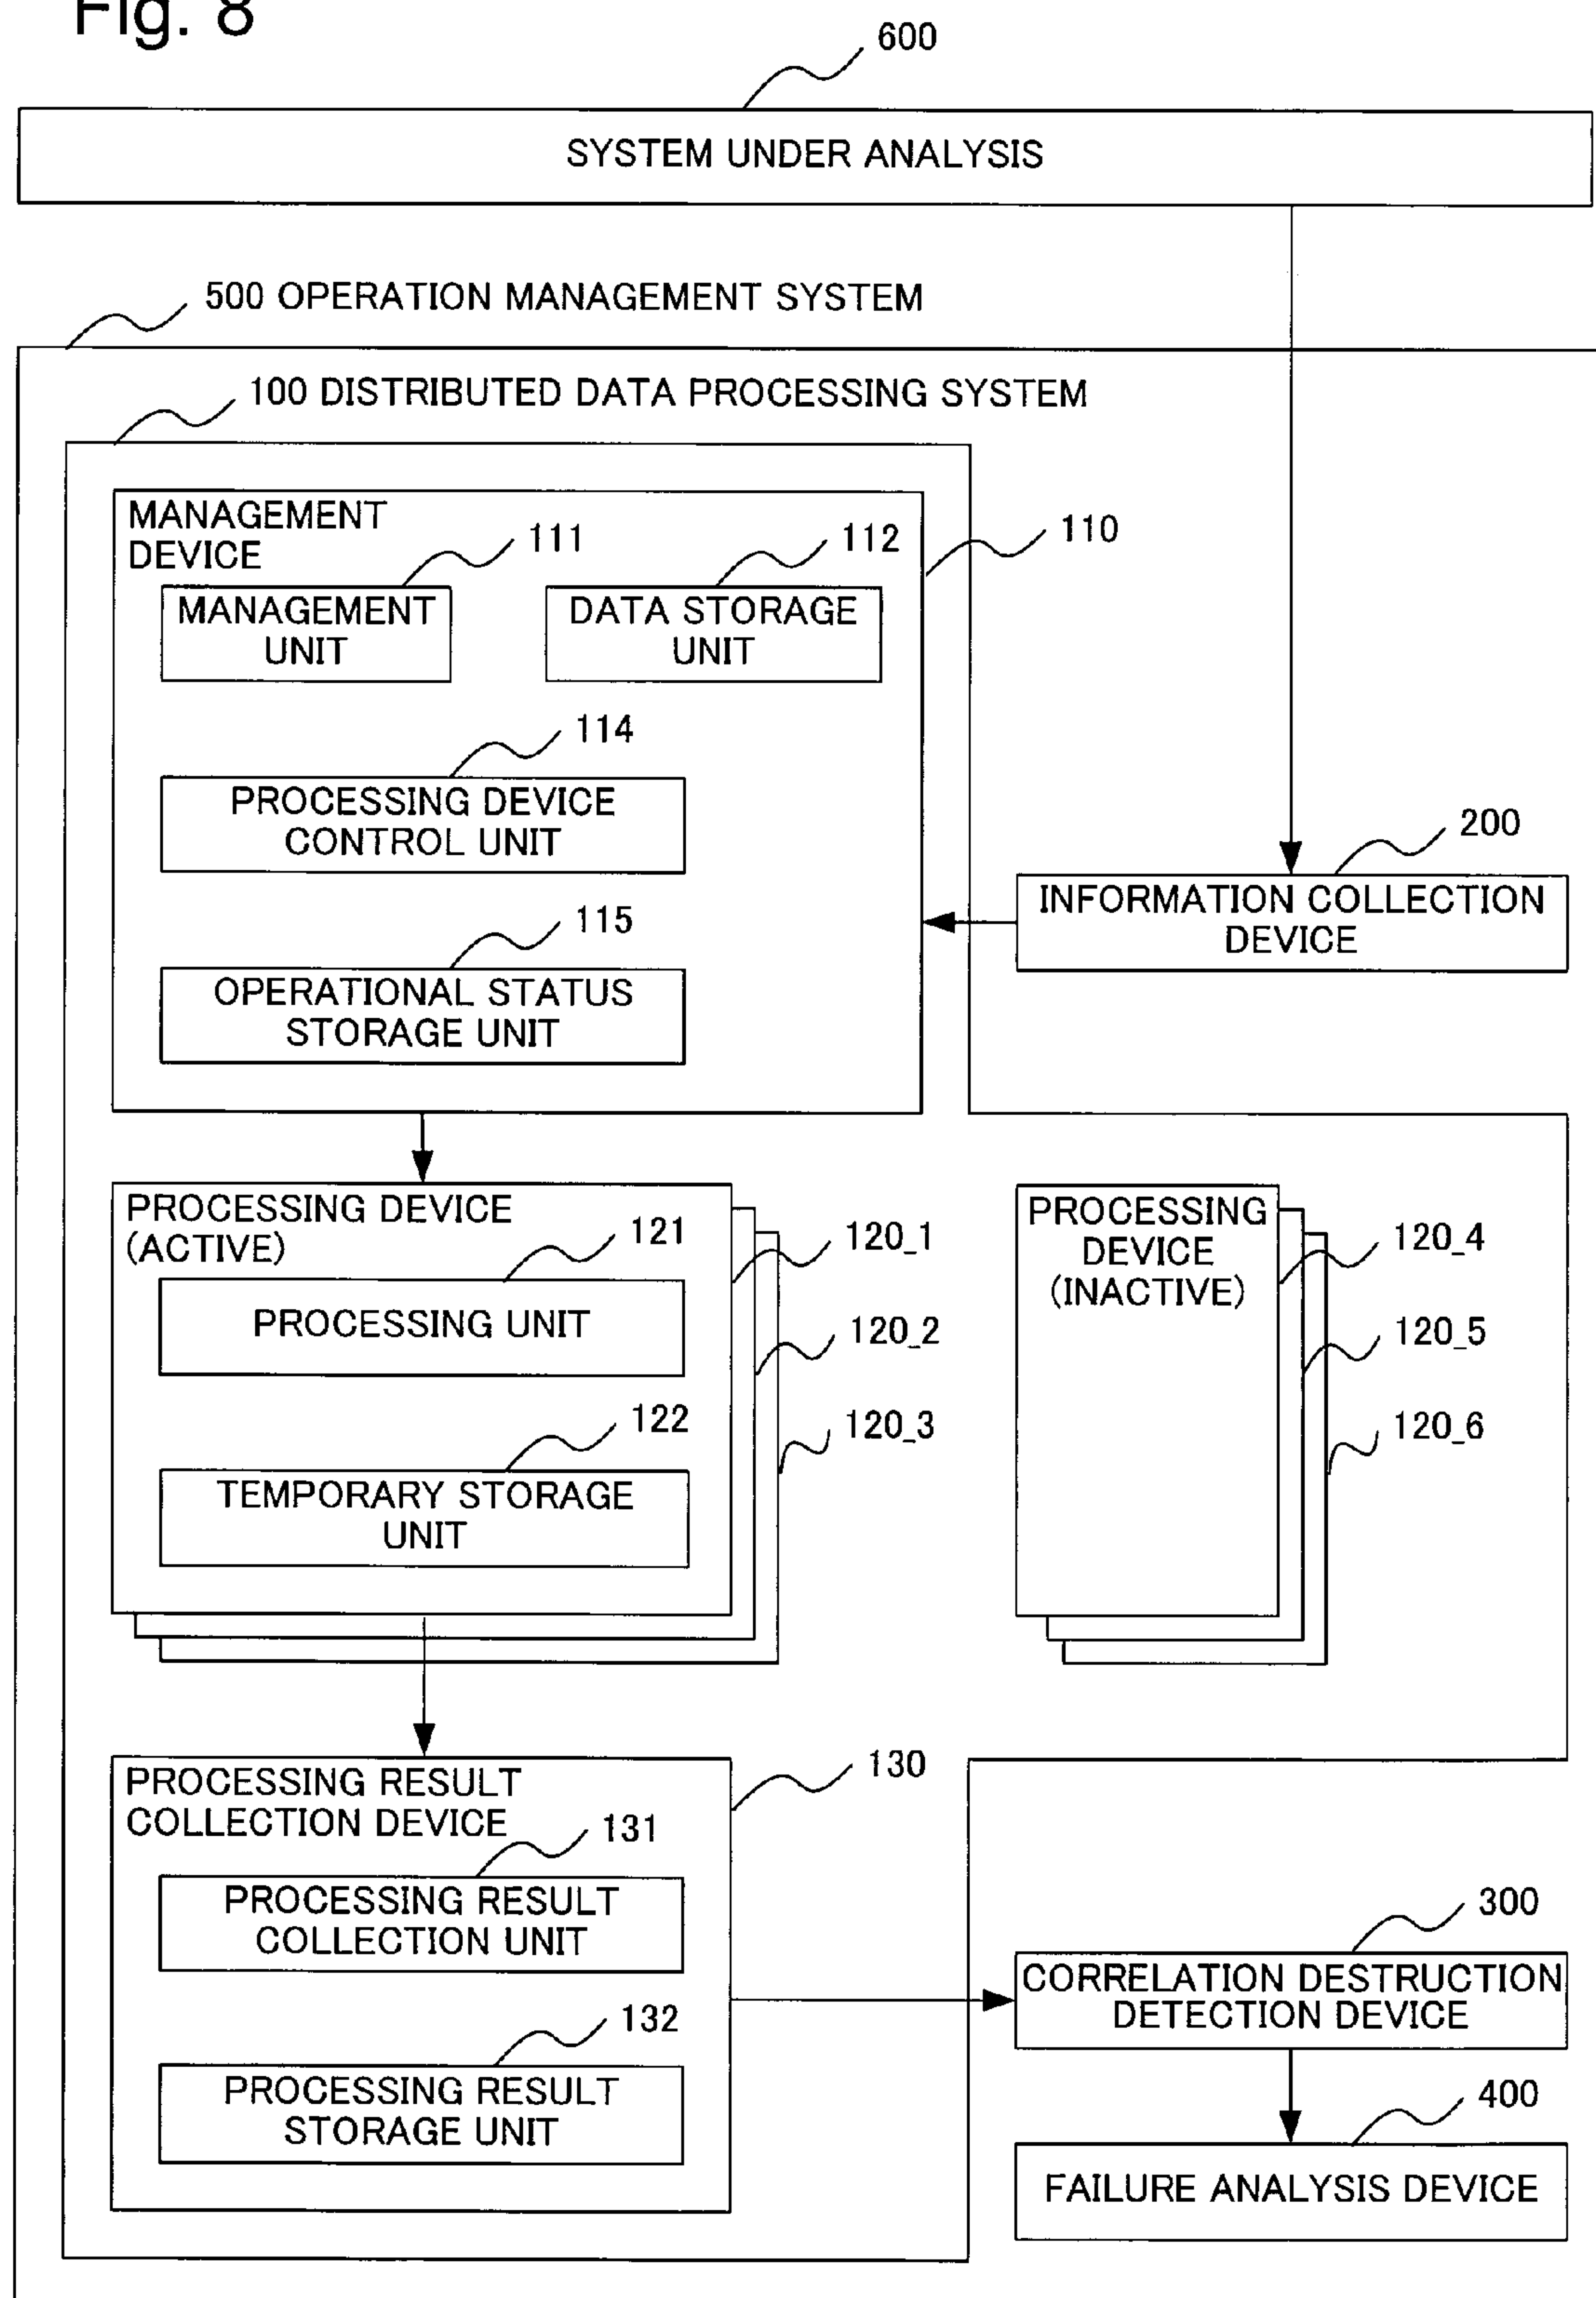 Fig. 8
600
SYSTEM UNDER ANALYSIS
500 OPERATION MANAGEMENT SYSTEM
100 DISTRIBUTED DATA PROCESSING SYSTEM
MANAGEMENT
DEVICE
111
112
110
MANAGEMENT
UNIT
DATA STORAGE
UNIT
114
PROCESSING DEVICE
CONTROL UNIT
200
INFORMATION COLLECTION
DEVICE
115
OPERATIONAL STATUS
STORAGE UNIT
PROCESSING DEVICE
(ACTIVE)
121
120_1
PROCESSING UNIT
120_2
122
120_3
TEMPORARY STORAGE
UNIT
PROCESSING
DEVICE
(INACTIVE)
120_4
120_5
120_6
130
PROCESSING RESULT
COLLECTION DEVICE
131
PROCESSING RESULT
COLLECTION UNIT
132
PROCESSING RESULT
STORAGE UNIT
300
CORRELATION DESTRUCTION
DETECTION DEVICE
400
FAILURE ANALYSIS DEVICE